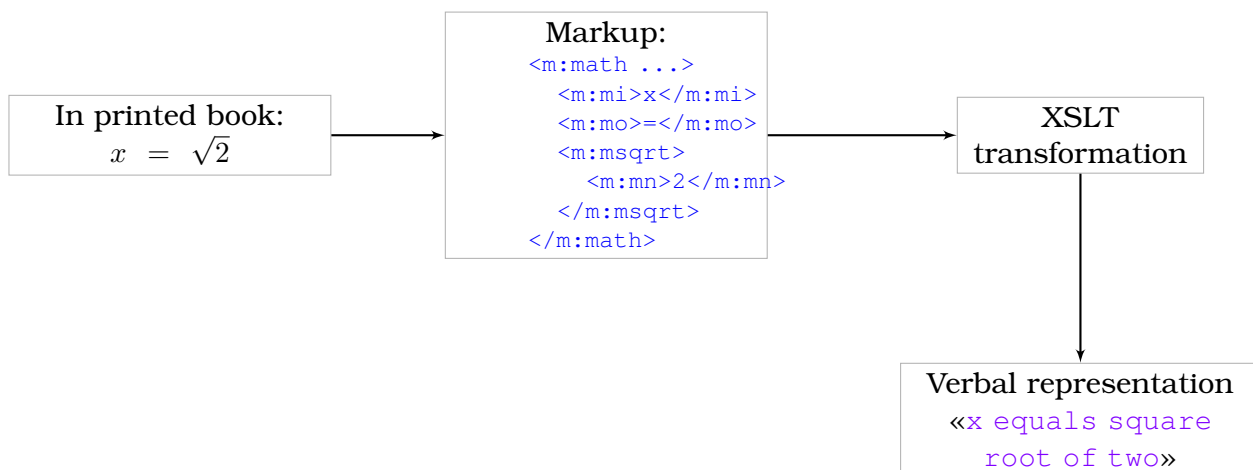 In printed book:
x = √2
Markup:
<m:math ...>
<m:mi>x</m:mi>
<m:mo>=</m:mo>
<m:msqrt>
<m:mn>2</m:mn>
</m:msqrt>
</m:math>
XSLT
transformation
Verbal representation
«x equals square
root of two»